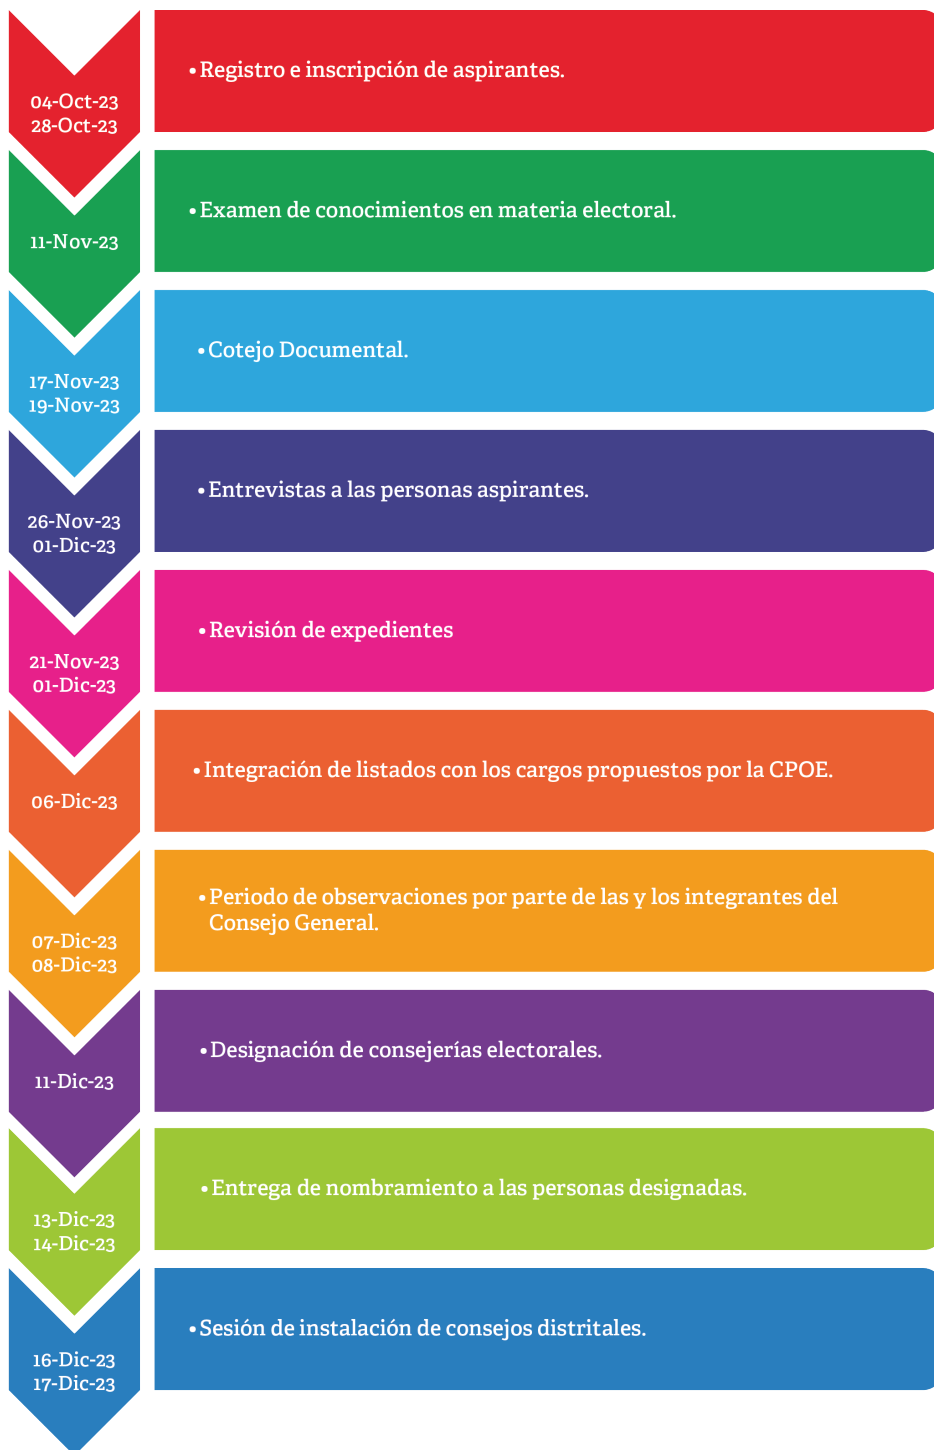 04-Oct-23
28-Oct-23
•Registro e inscripción de aspirantes.
11-Nov-23
•Examen de conocimientos en materia electoral.
17-Nov-23
19-Nov-23
•Cotejo Documental.
26-Nov-23
01-Dic-23
•Entrevistas a las personas aspirantes.
21-Nov-23
01-Dic-23
•Revisión de expedientes
06-Dic-23
•Integración de listados con los cargos propuestos por la CPOE.
07-Dic-23
08-Dic-23
•Periodo de observaciones por parte de las y los integrantes del
Consejo General.
11-Dic-23
•Designación de consejerías electorales.
13-Dic-23
14-Dic-23
•Entrega de nombramiento a las personas designadas.
16-Dic-23
17-Dic-23
•Sesión de instalación de consejos distritales.